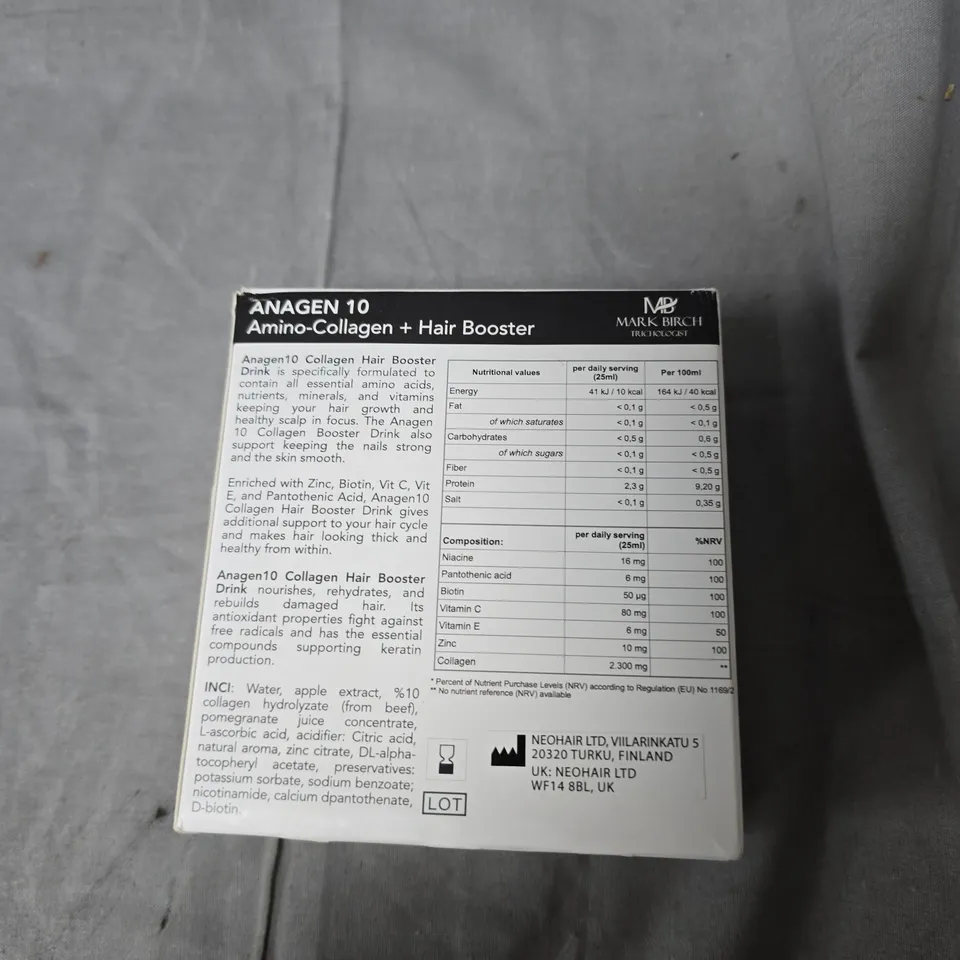 ANAGEN 10
Amino-Collagen + Hair Booster
MB
MARK BIRCH
TRICHOLOGIST
Anagen10 Collagen Hair Booster
Drink is specifically formulated to
contain all essential amino acids,
nutrients, minerals, and vitamins
keeping your hair growth and
healthy scalp in focus. The Anagen
10 Collagen Booster Drink also
support keeping the nails strong
and the skin smooth.
Enriched with Zinc, Biotin, Vit C, Vit
E, and Pantothenic Acid, Anagen10
Collagen Hair Booster Drink gives
additional support to your hair cycle
and makes hair looking thick and
healthy from within.
Anagen10 Collagen Hair Booster
Drink nourishes, rehydrates, and
rebuilds damaged hair. Its
antioxidant properties fight against
free radicals and has the essential
compounds supporting keratin
production.
INCI: Water, apple extract, %10
collagen hydrolyzate (from beef),
pomegranate juice concentrate,
L-ascorbic acid, acidifier: Citric acid,
natural aroma, zinc citrate, DL-alpha-
tocopheryl acetate, preservatives:
potassium sorbate, sodium benzoate;
nicotinamide, calcium dpantothenate,
D-biotin.
Nutritional values per daily serving (25ml) Per 100ml
Energy 41 kJ / 10 kcal 164 kJ / 40 kcal
Fat < 0,1 g < 0,5 g
of which saturates < 0,1 g < 0,1 g
Carbohydrates < 0,5 g 0,6 g
of which sugars < 0,1 g < 0,5 g
Fiber < 0,1 g < 0,5 g
Protein 2,3 g 9,20 g
Salt < 0,1 g 0,35 g
Composition: per daily serving (25ml) %NRV
Niacine 16 mg 100
Pantothenic acid 6 mg 100
Biotin 50 µg 100
Vitamin C 80 mg 100
Vitamin E 6 mg 50
Zinc 10 mg 100
Collagen 2.300 mg **
* Percent of Nutrient Purchase Levels (NRV) according to Regulation (EU) No 1169/2
** No nutrient reference (NRV) available
LOT
NEOHAIR LTD, VIILARINKATU 5
20320 TURKU, FINLAND
UK: NEOHAIR LTD
WF14 8BL, UK